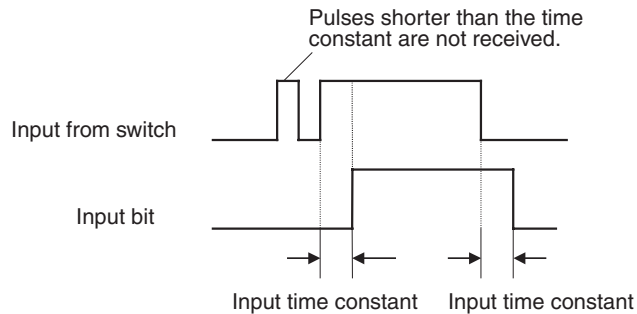 Pulses shorter than the time
constant are not received.
Input from switch
Input bit
Input time constant
Input time constant